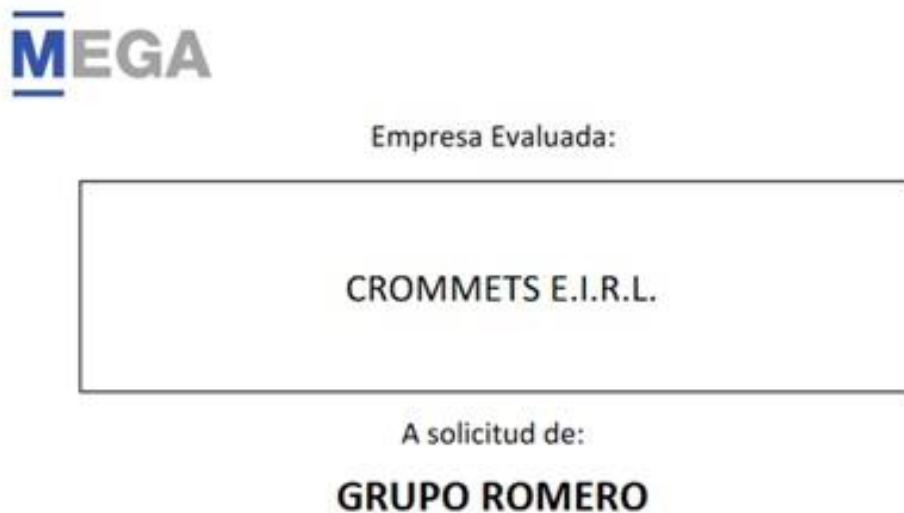 MEGA
Empresa Evaluada:
CROMMETS E.I.R.L.
A solicitud de:
GRUPO ROMERO